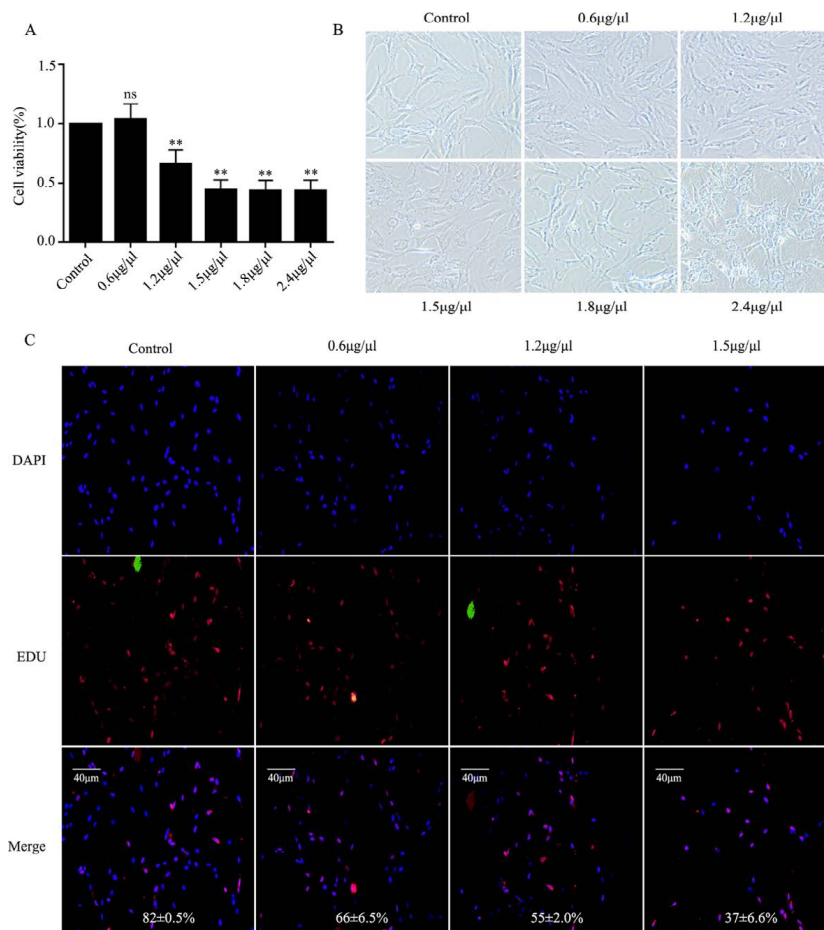 A
Cell viability(%)
1.5
1.0
0.5
0.0
ns
**
**
**
**
Control
0.6μg/μl
1.2μg/μl
1.5μg/μl
1.8μg/μl
2.4μg/μl
B
Control 0.6μg/μl 1.2μg/μl
1.5μg/μl 1.8μg/μl 2.4μg/μl
C
Control 0.6μg/μl 1.2μg/μl 1.5μg/μl
DAPI
EDU
Merge
40μm 40μm 40μm 40μm
82±0.5% 66±6.5% 55±2.0% 37±6.6%